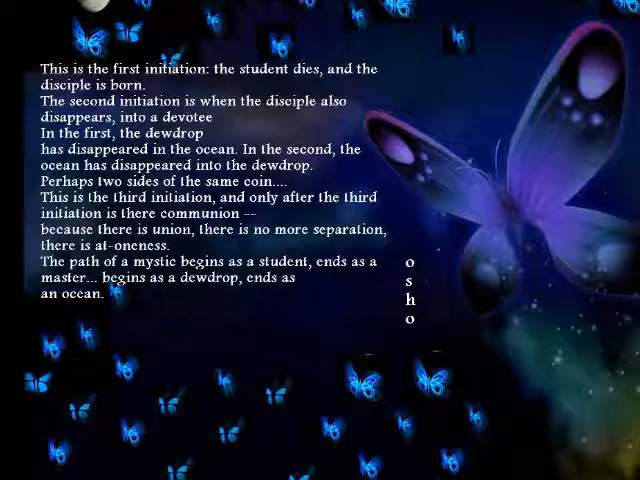 This is the first initiation: the student dies, and the
disciple is born.
The second initiation is when the disciple also
disappears, into a devotee
In the first, the dewdrop
has disappeared in the ocean. In the second, the
ocean has disappeared into the dewdrop.
Perhaps two sides of the same coin....
This is the third initiation, and only after the third
initiation is there communion --
because there is union, there is no more separation,
there is at-oneness.
The path of a mystic begins as a student, ends as a
master... begins as a dewdrop, ends as
an ocean.
o
s
h
o